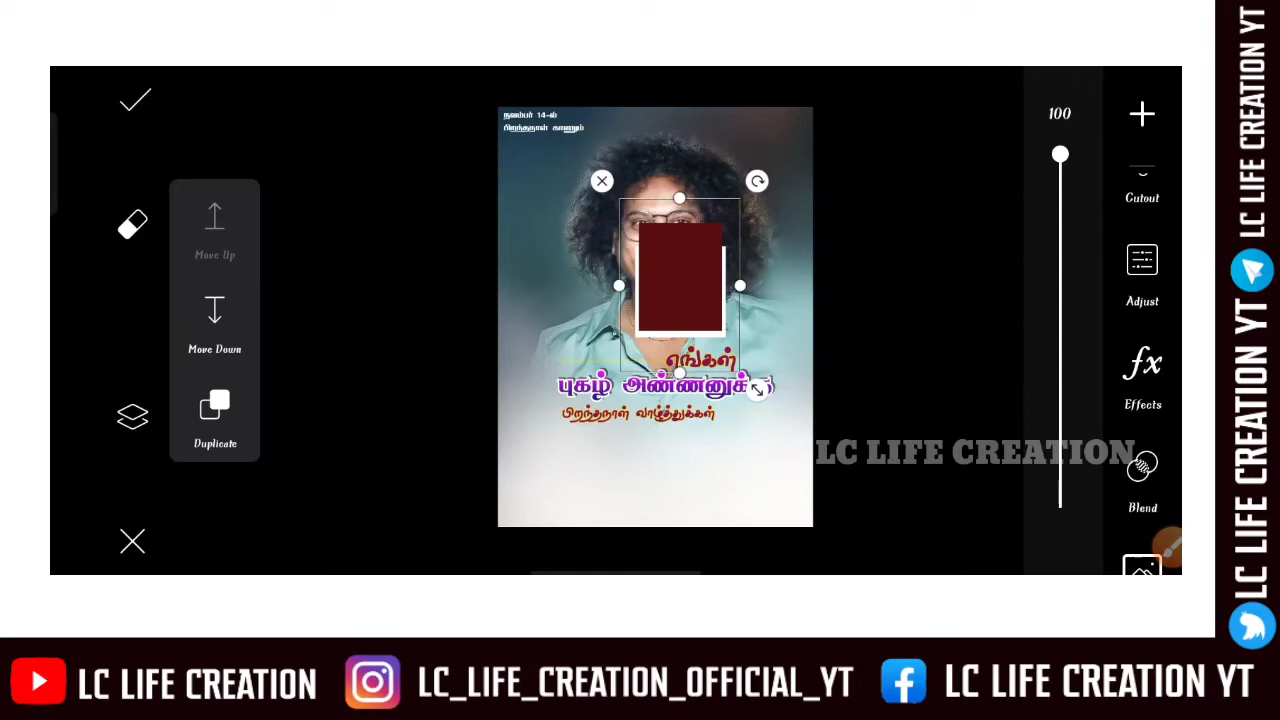 நவம்பர் 14-ல்
பிறந்தநாள் காணும்
100
Move Up
Move Down
Duplicate
எங்கள்
புகழ் அண்ணனுக்கு
பிறந்தநாள் வாழ்த்துக்கள்
Cutout
Adjust
fx
Effects
Blend
LC LIFE CREATION
LC LIFE CREATION YT
LC LIFE CREATION YT
LC LIFE CREATION
LC_LIFE_CREATION_OFFICIAL_YT
LC LIFE CREATION YT